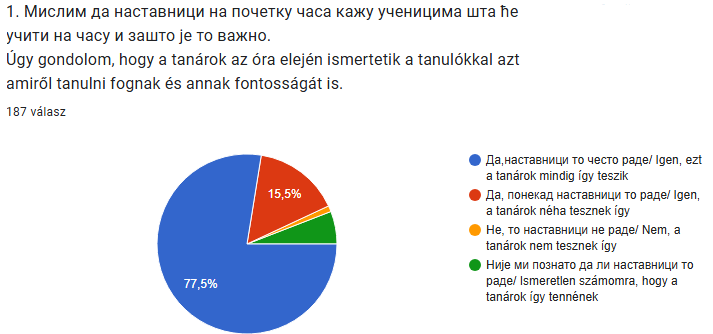 1. Мислим да наставници на почетку часа кажу ученицима шта ће
учити на часу и зашто је то важно.
Úgy gondolom, hogy a tanárok az óra elején ismertetik a tanulókkal azt
amiről tanulni fognak és annak fontosságát is.
187 válasz
15,5%
77,5%
Да,наставници то често раде/ Igen, ezt
a tanárok mindig így teszik
Да, понекад наставници то раде/ Igen,
a tanárok néha tesznek így
Не, то наставници не раде/ Nem, a
tanárok nem tesznek így
Није ми познато да ли наставници то
раде/ Ismeretlen számomra, hogy a
tanárok így tennének